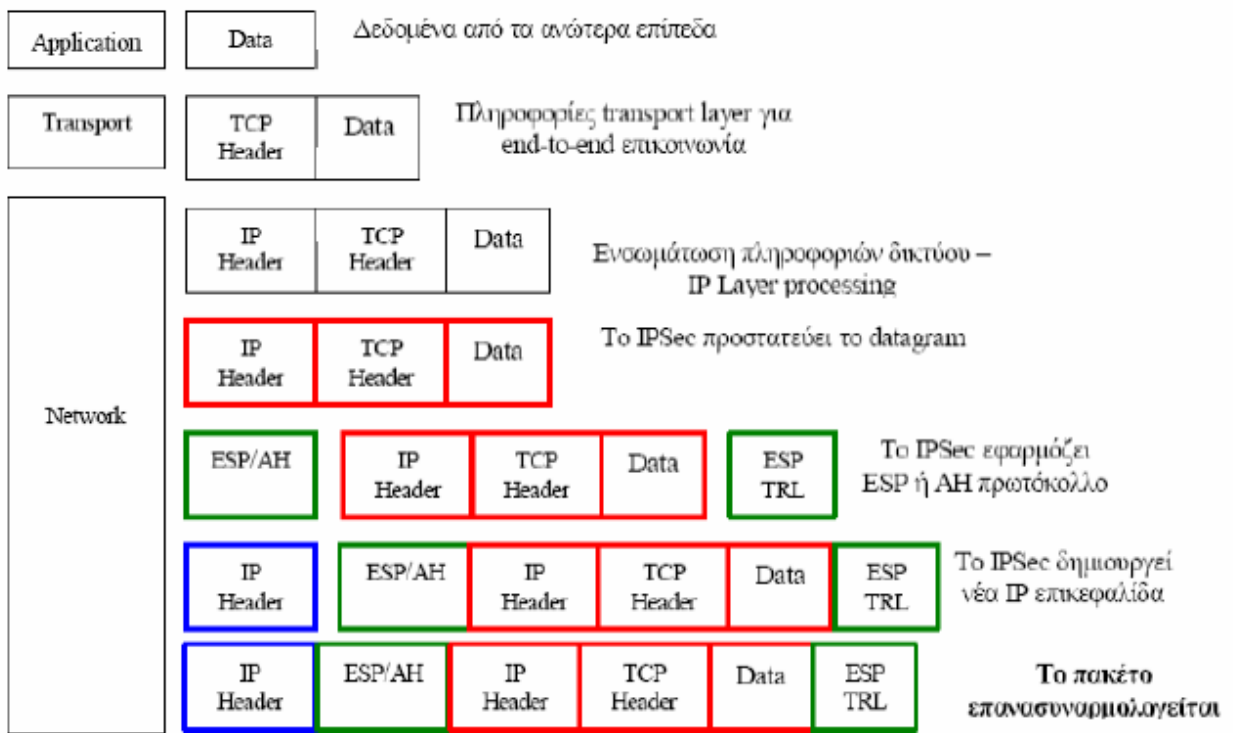 Application
Data
Δεδομένα από τα ανώτερα επίπεδα
Transport
TCP
Header
Data
Πληροφορίες transport layer για
end-to-end επικοινωνία
Network
IP
Header
TCP
Header
Data
Ενσωμάτωση πληροφοριών δικτύου –
IP Layer processing
IP
Header
TCP
Header
Data
Το IPSec προστατεύει το datagram
ESP/AH
IP
Header
TCP
Header
Data
ESP
TRL
Το IPSec εφαρμόζει
ESP ή AH πρωτόκολλο
IP
Header
ESP/AH
IP
Header
TCP
Header
Data
ESP
TRL
Το IPSec δημιουργεί
νέα IP επικεφαλίδα
IP
Header
ESP/AH
IP
Header
TCP
Header
Data
ESP
TRL
Το πακέτο
επανασυναρμολογείται